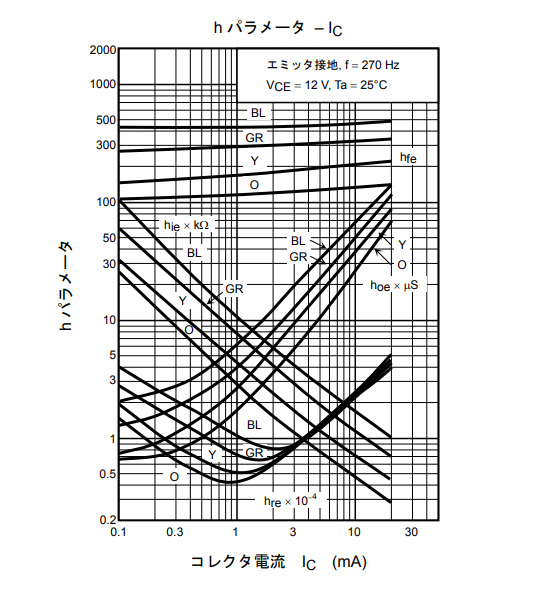 h パラメータ – IC
エミッタ接地, f = 270 Hz
VCE = 12 V, Ta = 25°C
h パラメータ
2000
1000
500
300
100
50
30
10
5
3
1
0.5
0.2
BL
GR
Y
O
hfe
hie × kΩ
BL
GR
Y
O
BL
GR
Y
O
hoe × μS
BL
GR
Y
O
hre × 10–4
0.1
0.3
1
3
10
30
コレクタ電流 IC (mA)